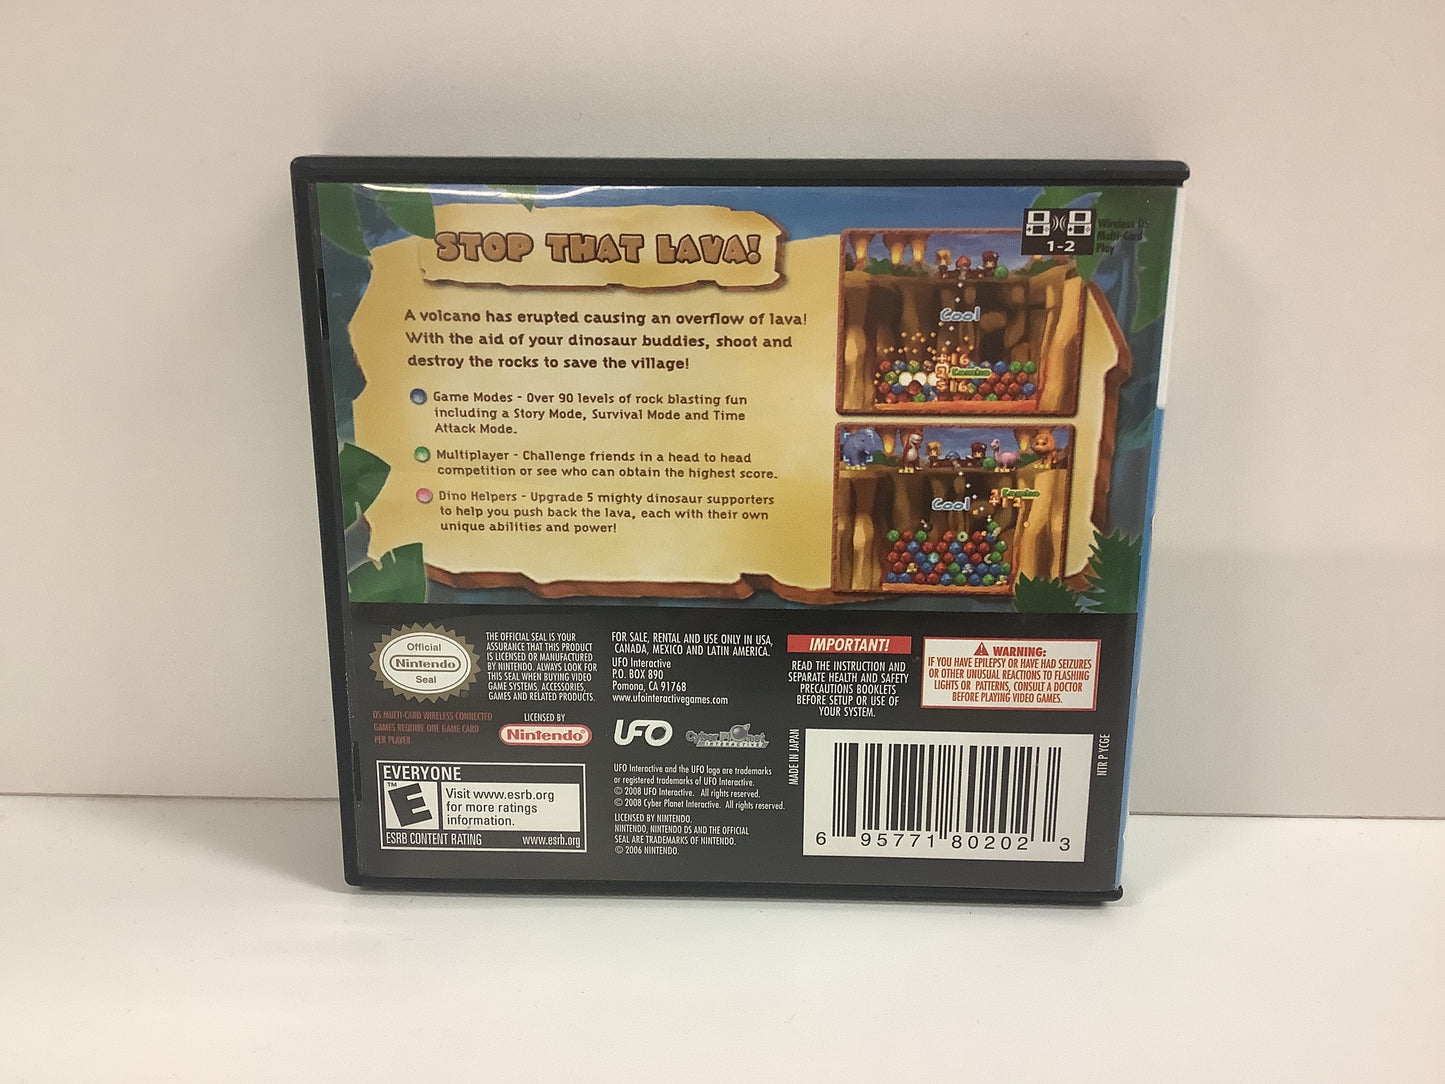 STOP THAT LAVA!
A volcano has erupted causing an overflow of lava!
With the aid of your dinosaur buddies, shoot and
destroy the rocks to save the village!
Game Modes - Over 90 levels of rock blasting fun
including a Story Mode, Survival Mode and Time
Attack Mode.
Multiplayer - Challenge friends in a head to head
competition or see who can obtain the highest score.
Dino Helpers - Upgrade 5 mighty dinosaur supporters
to help you push back the lava, each with their own
unique abilities and power!
1-2
Wireless DS
Multi-Card
Play
Cool
+16
16
Cool
Official
Nintendo
Seal
THE OFFICIAL SEAL IS YOUR
ASSURANCE THAT THIS PRODUCT
IS LICENSED OR MANUFACTURED
BY NINTENDO. ALWAYS LOOK FOR
THIS SEAL WHEN BUYING VIDEO
GAME SYSTEMS, ACCESSORIES,
GAMES AND RELATED PRODUCTS.
DS MULTI-CARD WIRELESS CONNECTED
GAMES REQUIRE ONE GAME CARD
PER PLAYER.
LICENSED BY
Nintendo®
EVERYONE
E
TM
Visit www.esrb.org
for more ratings
information.
ESRB CONTENT RATING www.esrb.org
FOR SALE, RENTAL AND USE ONLY IN USA,
CANADA, MEXICO AND LATIN AMERICA.
UFO Interactive
P.O. BOX 890
Pomona, CA 91768
www.ufointeractivegames.com
UFO
Cyber Planet
INTERACTIVE
UFO Interactive and the UFO logo are trademarks
or registered trademarks of UFO Interactive.
© 2008 UFO Interactive. All rights reserved.
© 2008 Cyber Planet Interactive. All rights reserved.
LICENSED BY NINTENDO.
NINTENDO, NINTENDO DS AND THE OFFICIAL
SEAL ARE TRADEMARKS OF NINTENDO.
© 2006 NINTENDO.
IMPORTANT!
READ THE INSTRUCTION AND
SEPARATE HEALTH AND SAFETY
PRECAUTIONS BOOKLETS
BEFORE SETUP OR USE OF
YOUR SYSTEM.
WARNING:
IF YOU HAVE EPILEPSY OR HAVE HAD SEIZURES
OR OTHER UNUSUAL REACTIONS TO FLASHING
LIGHTS OR PATTERNS, CONSULT A DOCTOR
BEFORE PLAYING VIDEO GAMES.
MADE IN JAPAN
6 95771 80202 3
NTR P YCGE